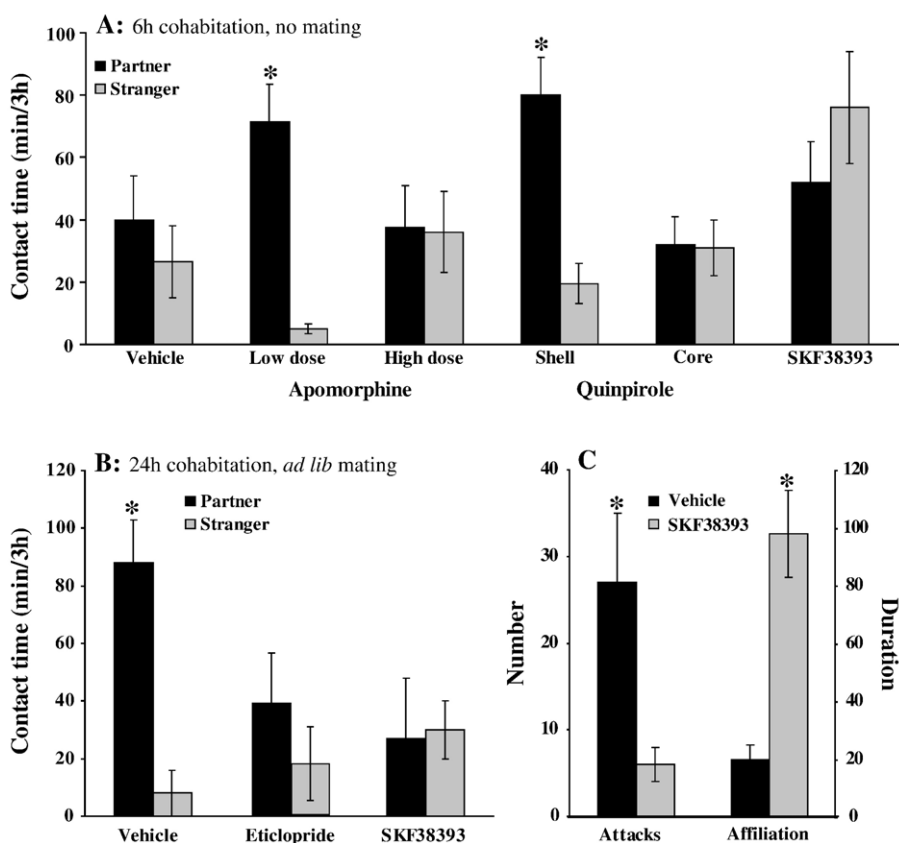 A: 6h cohabitation, no mating
Partner
Stranger
Contact time (min/3h)
100
80
60
40
20
0
* *
Vehicle Low dose High dose Shell Core SKF38393
Apomorphine Quinpirole
B: 24h cohabitation, ad lib mating
Partner
Stranger
Contact time (min/3h)
120
100
80
60
40
20
0
*
Vehicle Eticlopride SKF38393
C
Vehicle
SKF38393
Number
40
30
20
10
0
* *
Duration
120
100
80
60
40
20
0
Attacks Affiliation